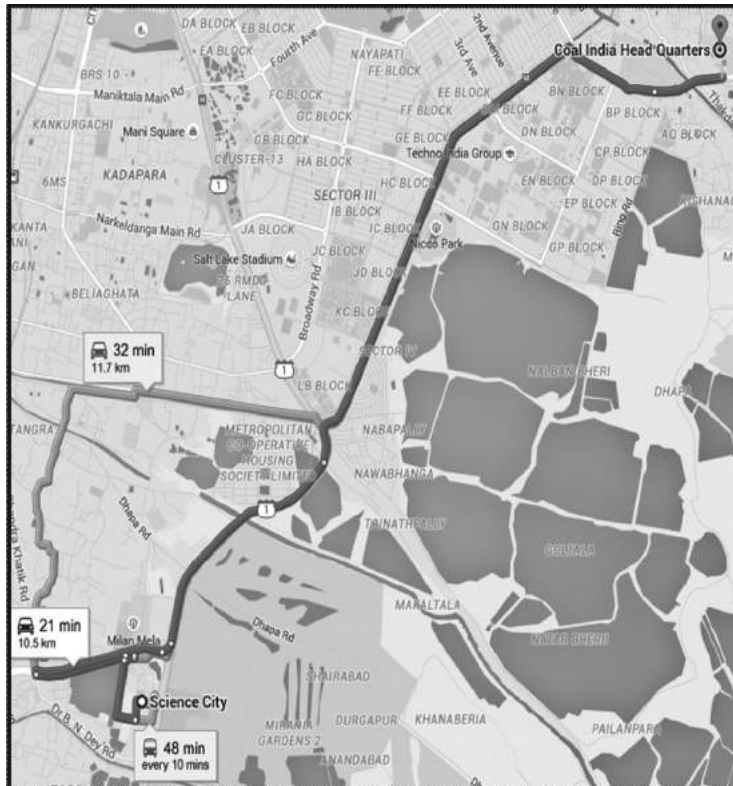 DA BLOCK
EB BLOCK
2nd Avenue
EA BLOCK
Fourth Ave
NAYAPATI
3rd Ave
Coal India Head Quarters
FE BLOCK
BRS 10
Maniktala Main Rd
FC BLOCK
EE BLOCK
BN BLOCK
GC BLOCK
FF BLOCK
BP BLOCK
KANKURGACHI
Mani Square
GB BLOCK
GE BLOCK
DN BLOCK
AQ BLOCK
CLUSTER-13
HA BLOCK
Techno India Group
CP BLOCK
KADAPARA
HC BLOCK
EN BLOCK
DP BLOCK
6MS
1
SECTOR III
EP BLOCK
IB BLOCK
GN BLOCK
Ring Rd
Narkeldanga Main Rd
JA BLOCK
IC BLOCK
Nicco Park
GP BLOCK
Salt Lake Stadium
JC BLOCK
JD BLOCK
LANE
BELIAGHATA
Broadway Rd
KC BLOCK
32 min
11.7 km
SECTOR IV
1
LB BLOCK
NALBAN BHERI
DHAPA
TANGRA
METROPOLITAN
CO-OPERATIVE
HOUSING
SOCIETY LIMITED
NABAPALLY
NAWABHANGA
1
Dhapa Rd
TRINATHPALLY
GOLTALA
21 min
10.5 km
Milan Mela
Dhapa Rd
MAKALTALA
NAZAR BHERI
SHAIRABAD
Science City
DURGAPUR
KHANABERIA
MIRANIA
GARDENS 2
PAILANPARA
Dr B. N. Dey Rd
48 min
every 10 mins
ANANDABAD